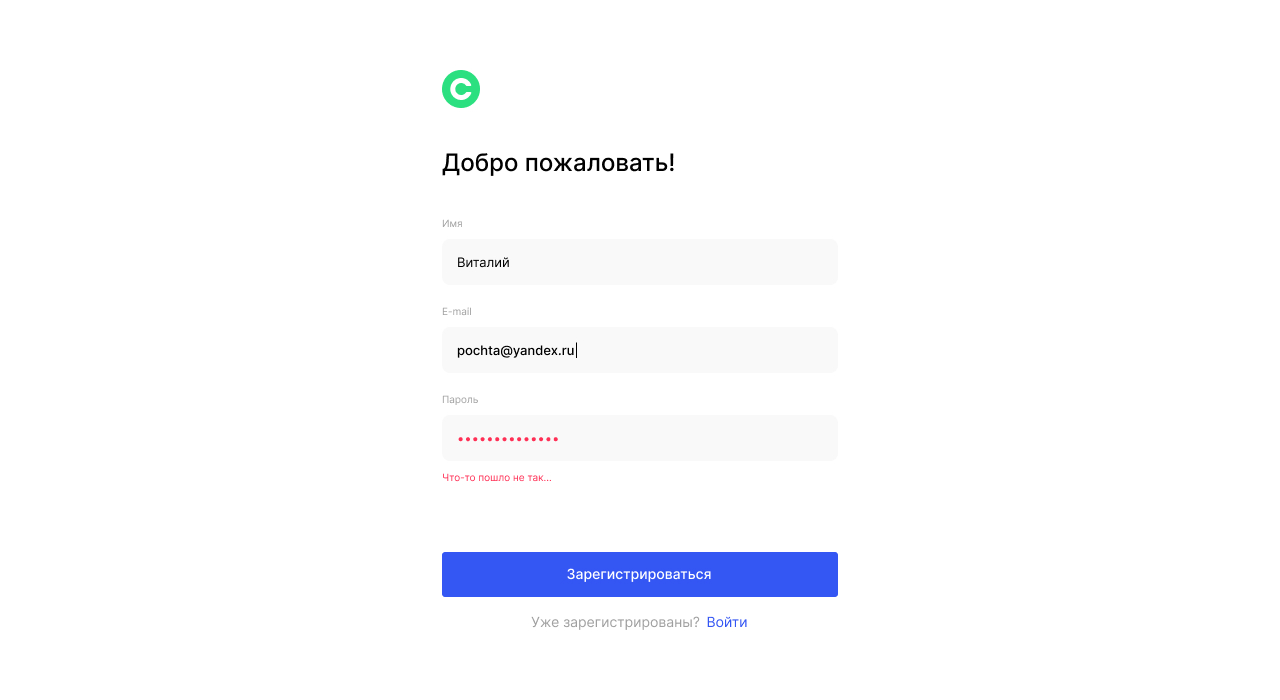 C
Добро пожаловать!
Имя
Виталий
E-mail
pochta@yandex.ru
Пароль
••••••••••••••
Что-то пошло не так...
Зарегистрироваться
Уже зарегистрированы? Войти